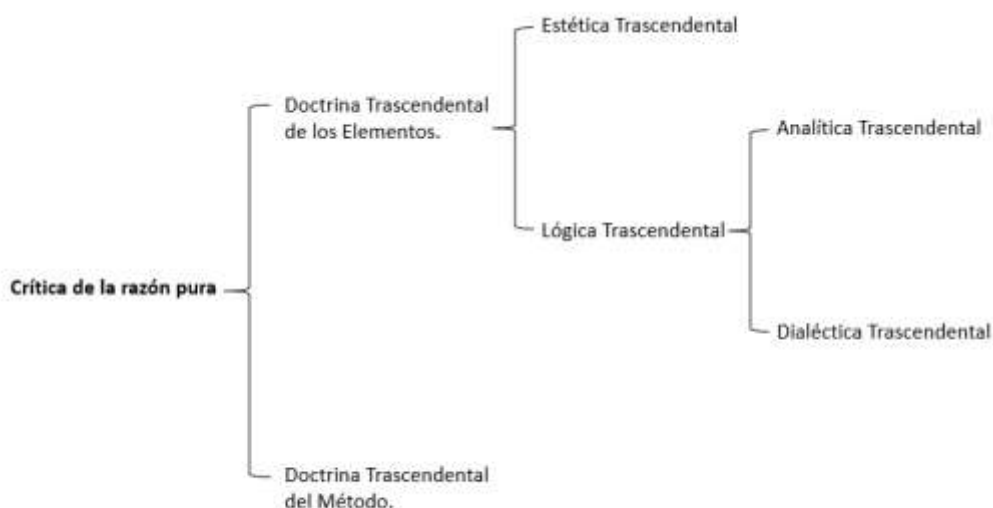 Estética Trascendental
Doctrina Trascendental
de los Elementos.
Analítica Trascendental
Lógica Trascendental
Crítica de la razón pura
Dialéctica Trascendental
Doctrina Trascendental
del Método.